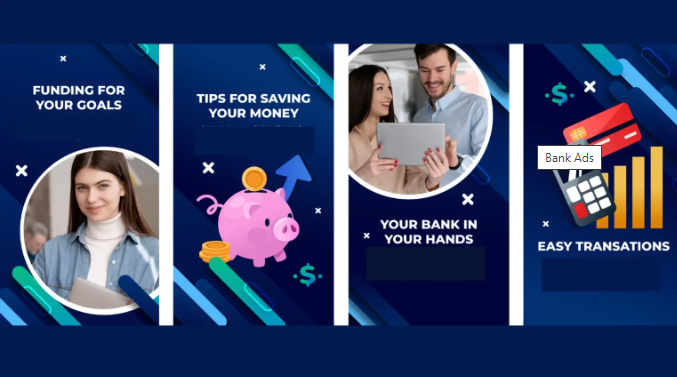 FUNDING FOR
YOUR GOALS
TIPS FOR SAVING
YOUR MONEY
YOUR BANK IN
YOUR HANDS
Bank Ads
EASY TRANSATIONS